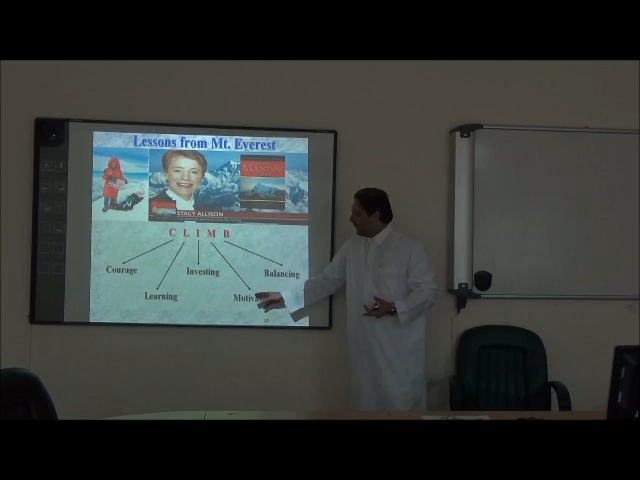 Lessons from Mt. Everest
STACY ALLISON
C L I M B
Courage
Investing
Balancing
Learning